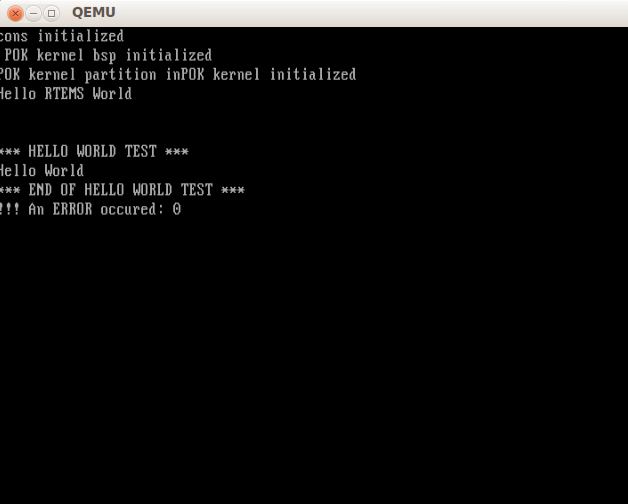 QEMU
cons initialized
POK kernel bsp initialized
POK kernel partition inPOK kernel initialized
Hello RTEMS World
*** HELLO WORLD TEST ***
Hello World
*** END OF HELLO WORLD TEST ***
!!! An ERROR occured: 0